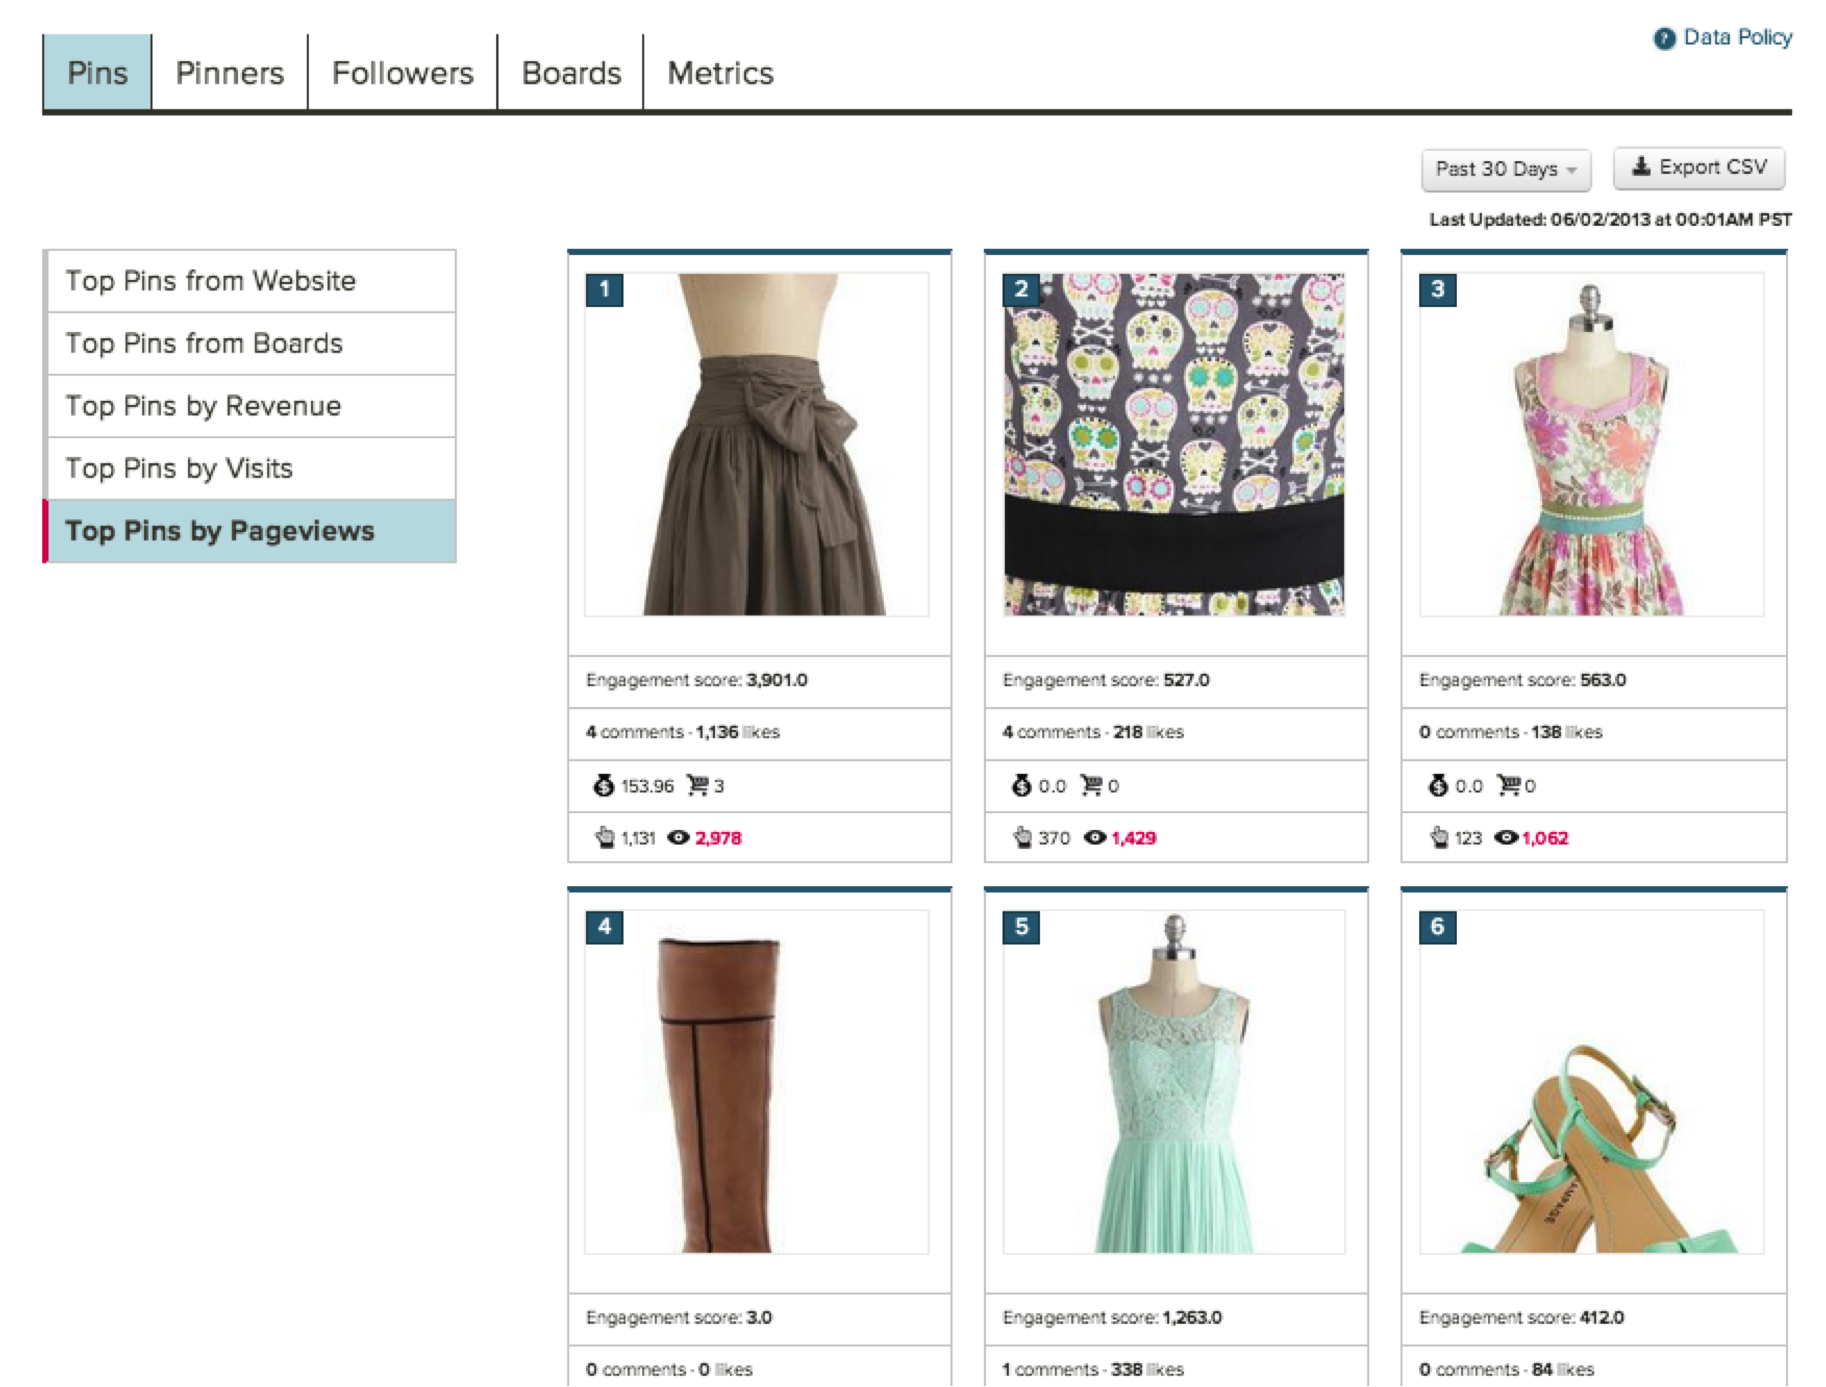 Data Policy
Pins Pinners Followers Boards Metrics
Past 30 Days Export CSV
Last Updated: 06/02/2013 at 00:01AM PST
Top Pins from Website
Top Pins from Boards
Top Pins by Revenue
Top Pins by Visits
Top Pins by Pageviews
1
Engagement score: 3,901.0
4 comments - 1,136 likes
153.96 3
1,131 2,978
2
Engagement score: 527.0
4 comments - 218 likes
0.0 0
370 1,429
3
Engagement score: 563.0
0 comments - 138 likes
0.0 0
123 1,062
4
Engagement score: 3.0
0 comments - 0 likes
5
Engagement score: 1,263.0
1 comments - 338 likes
6
Engagement score: 412.0
0 comments - 84 likes